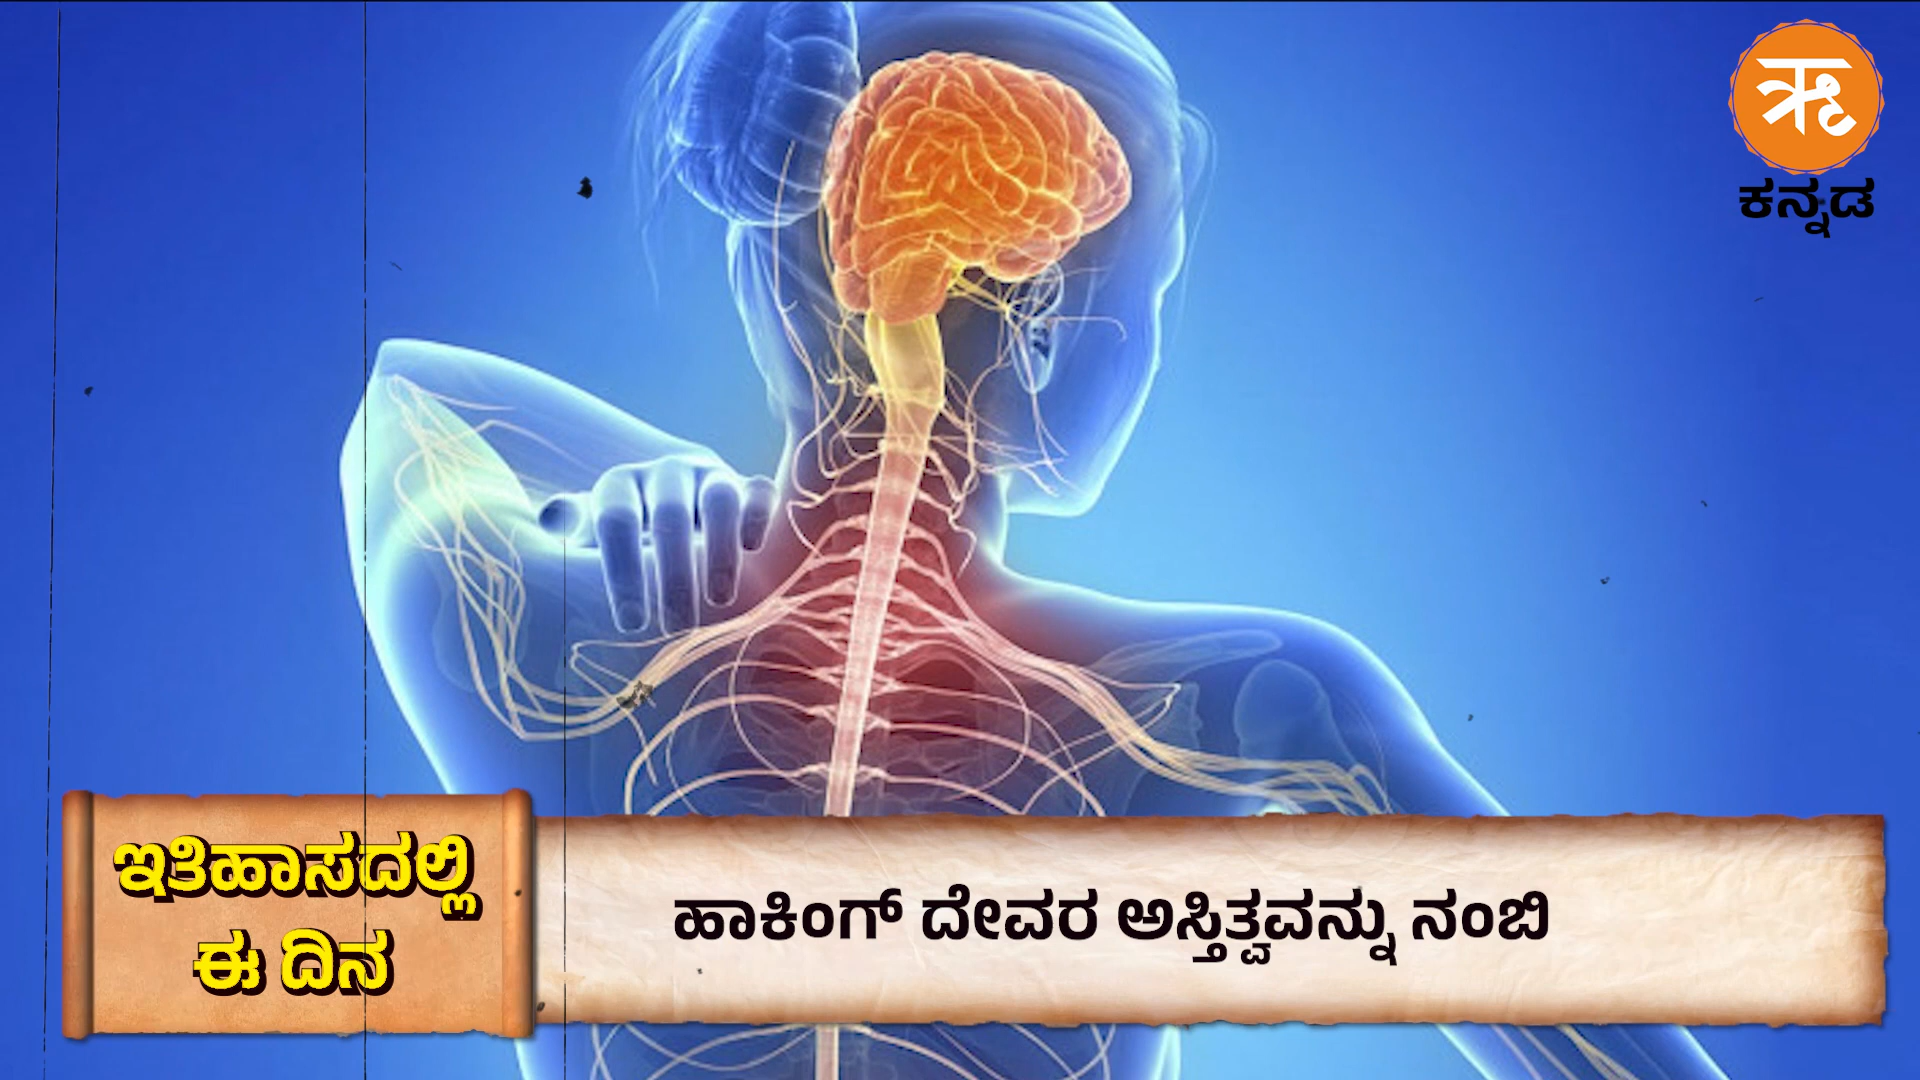 ऋ
ಕನ್ನಡ
ಇತಿಹಾಸದಲ್ಲಿ
ಈ ದಿನ
ಹಾಕಿಂಗ್ ದೇವರ ಅಸ್ತಿತ್ವವನ್ನು ನಂಬಿ